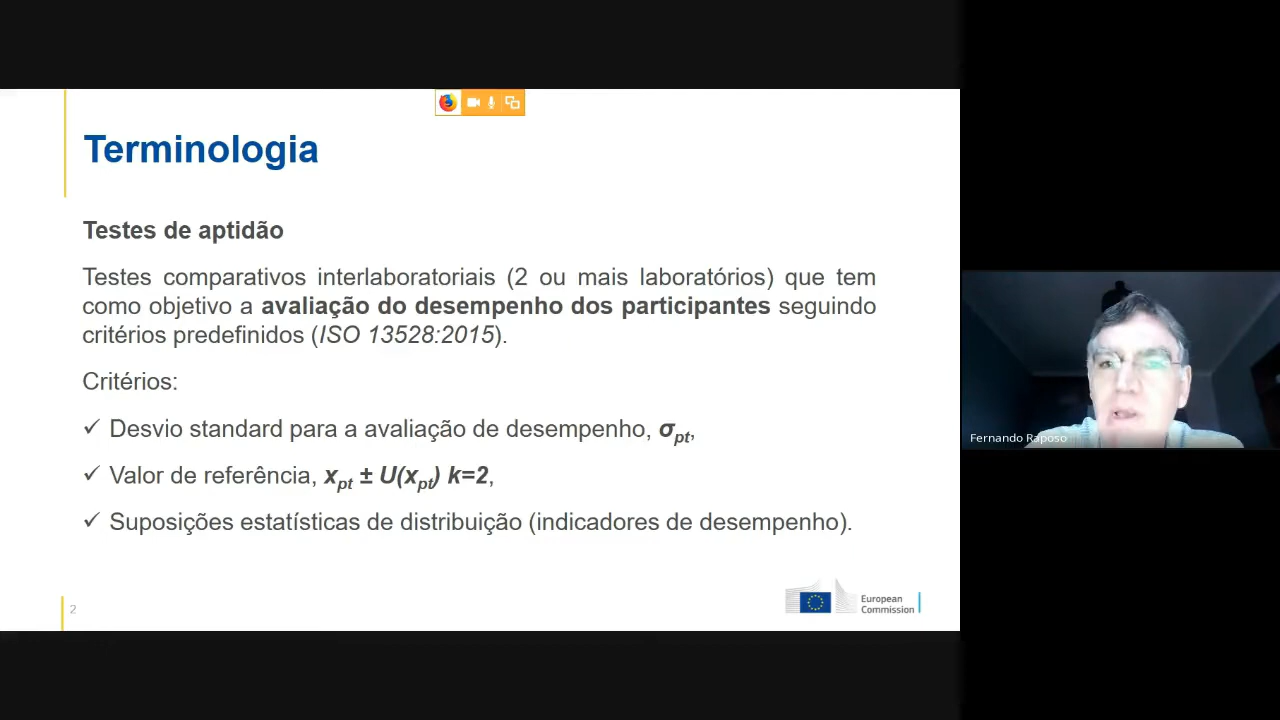 Terminologia
Testes de aptidão
Testes comparativos interlaboratoriais (2 ou mais laboratórios) que tem
como objetivo a avaliação do desempenho dos participantes seguindo
critérios predefinidos (ISO 13528:2015).
Critérios:
✓ Desvio standard para a avaliação de desempenho, σpt,
✓ Valor de referência, xpt ± U(xpt) k=2,
✓ Suposições estatísticas de distribuição (indicadores de desempenho).
2
European
Commission
Fernando Raposo